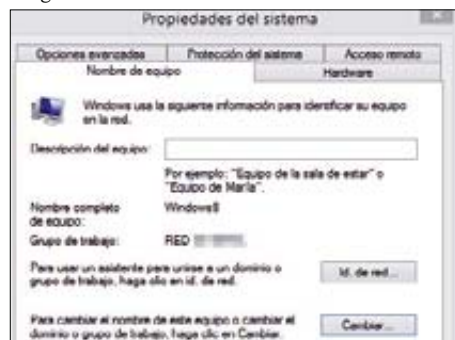 Propiedades del sistema
Opciones avanzadas Protección del sistema Acceso remoto
Nombre de equipo Hardware
Windows usa la siguiente información para identificar su equipo
en la red.
Descripción del equipo:
Por ejemplo: "Equipo de la sala de estar" o
"Equipo de María".
Nombre completo Windows8
de equipo:
Grupo de trabajo: RED
Para usar un asistente para unirse a un dominio o
grupo de trabajo, haga clic en Id. de red. Id. de red...
Para cambiar el nombre de este equipo o cambiar el
dominio o grupo de trabajo, haga clic en Cambiar. Cambiar...